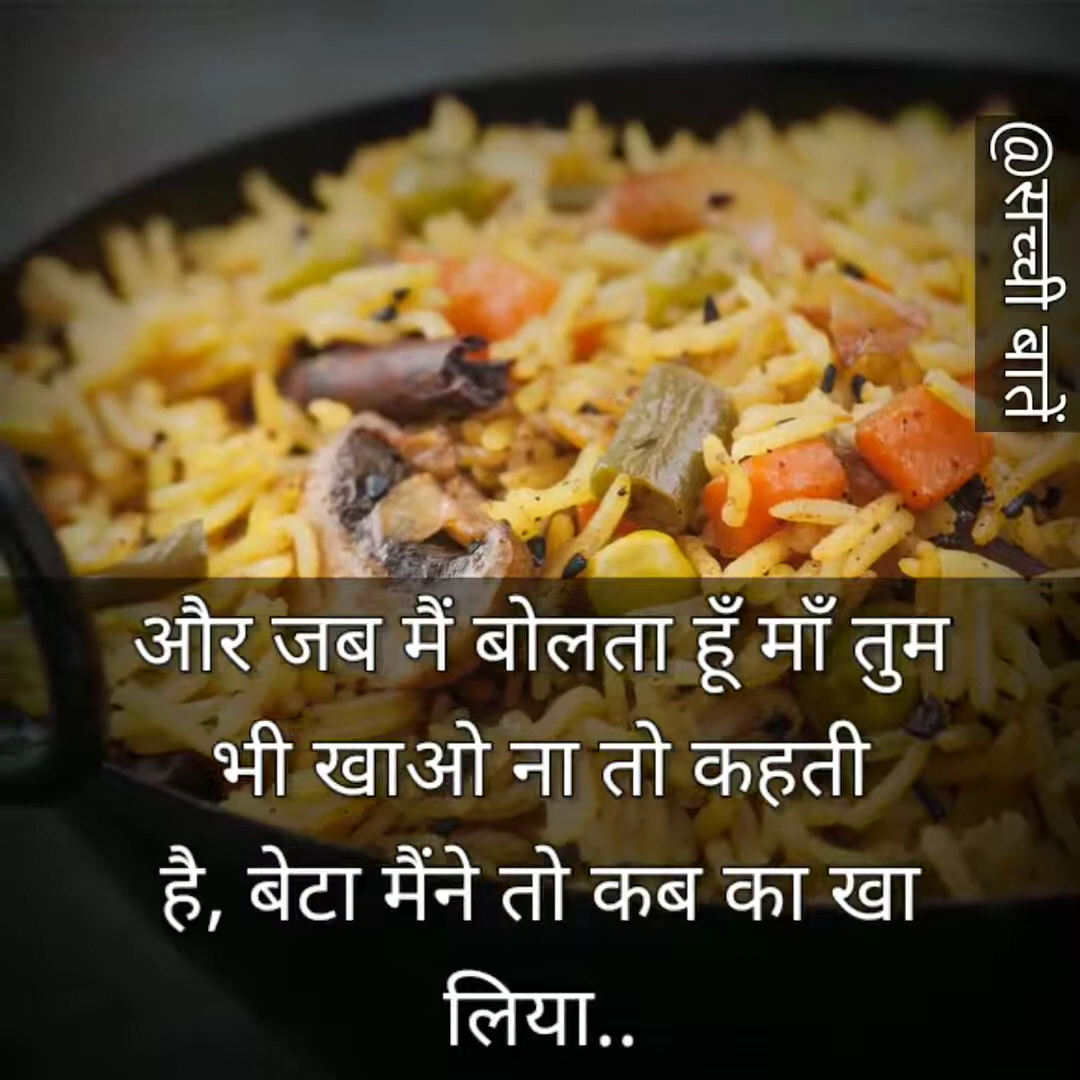 @सच्ची बातें
और जब मैं बोलता हूँ माँ तुम
भी खाओ ना तो कहती
है, बेटा मैंने तो कब का खा
लिया..